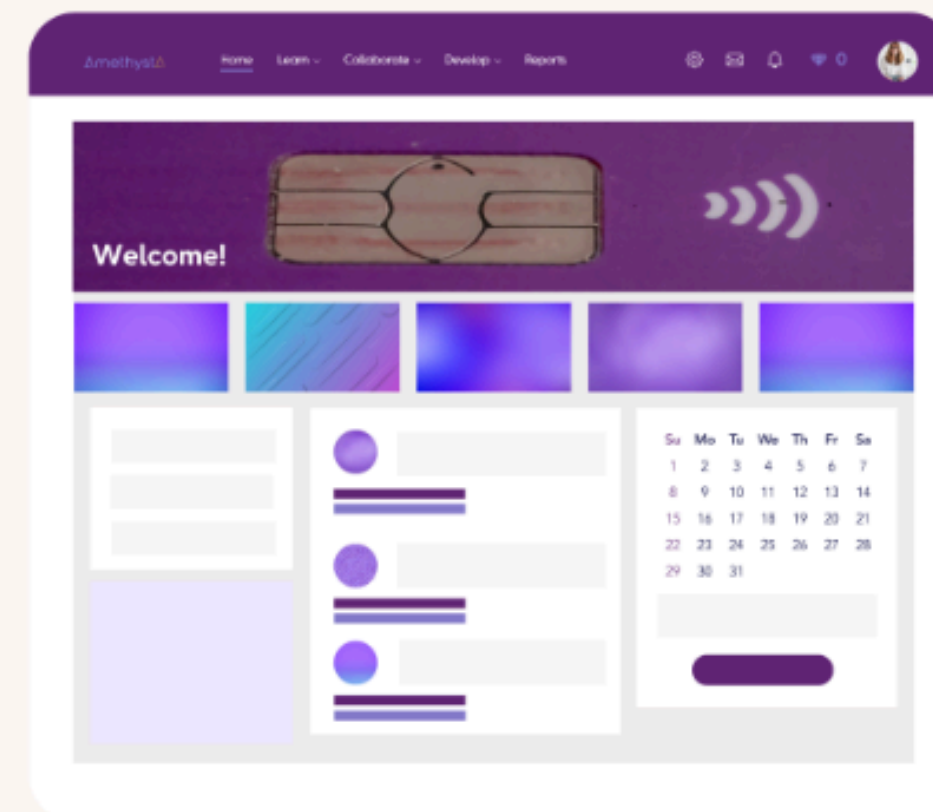 Amethyst
Home Learn Collaborate Develop Reports
0
Welcome!
Su Mo Tu We Th Fr Sa
1 2 3 4 5 6 7
8 9 10 11 12 13 14
15 16 17 18 19 20 21
22 23 24 25 26 27 28
29 30 31